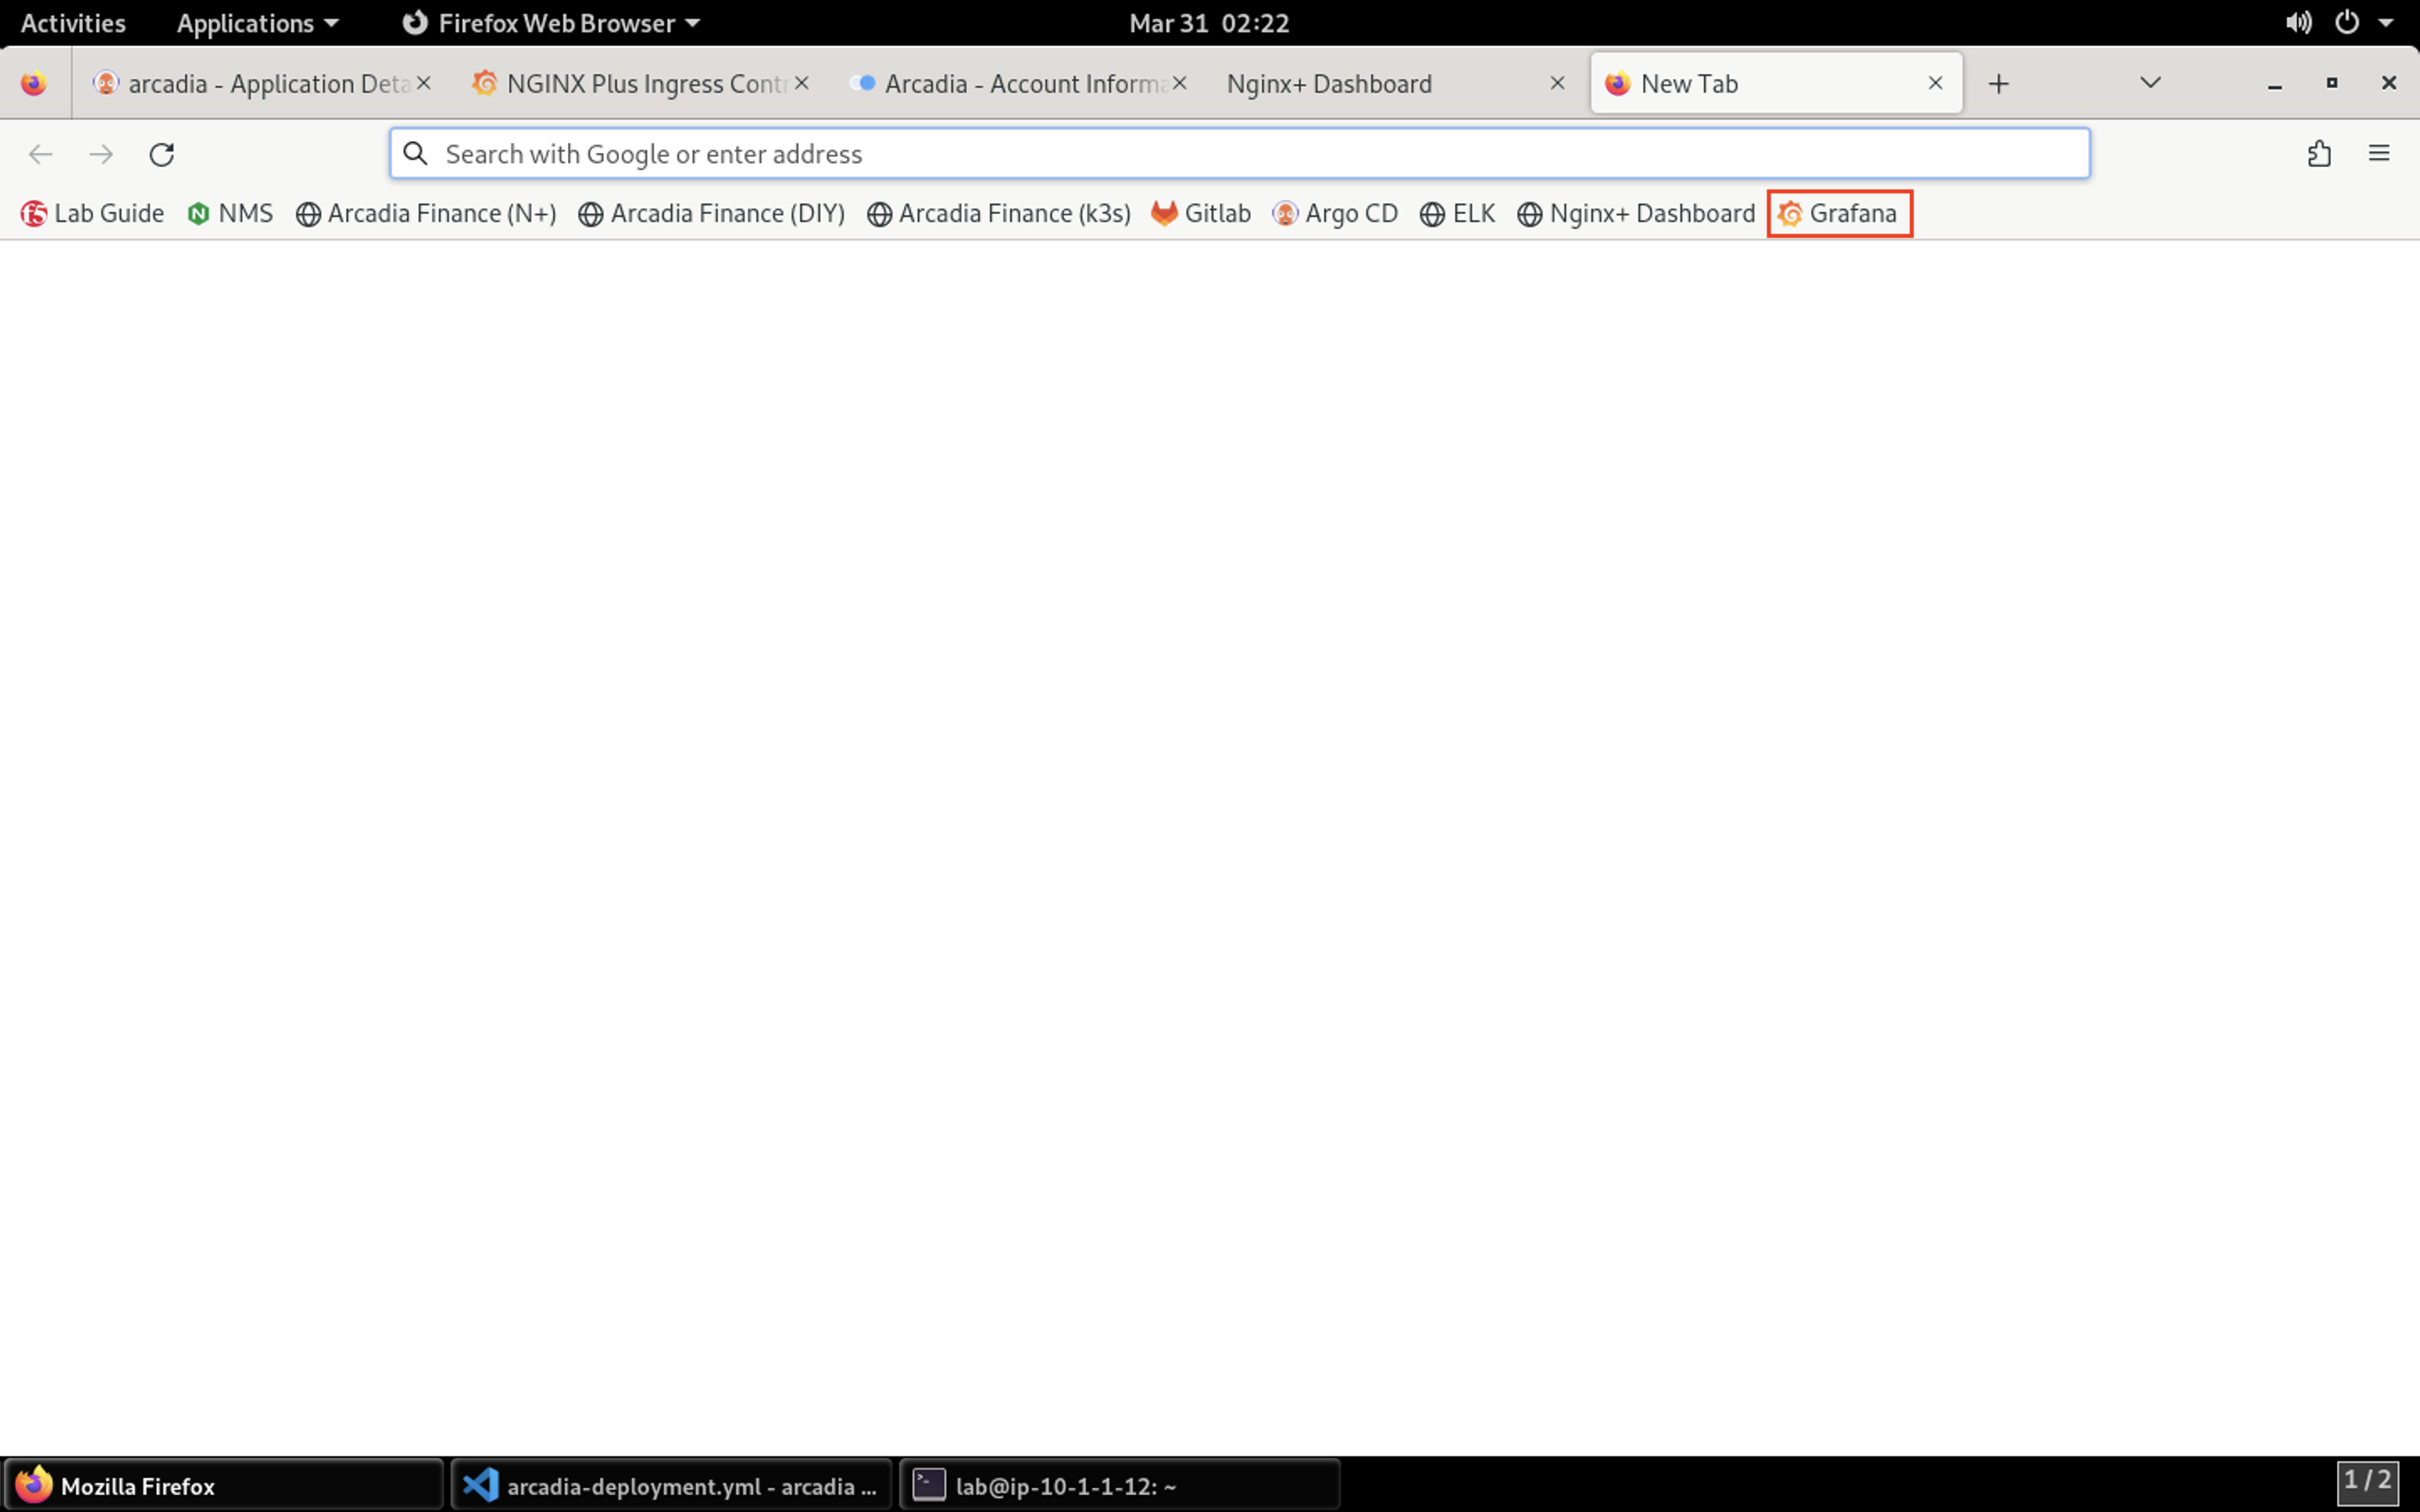 Activities Applications Firefox Web Browser Mar 31 02:22
arcadia - Application Deta NGINX Plus Ingress Contr Arcadia - Account Informa Nginx+ Dashboard New Tab
Search with Google or enter address
Lab Guide NMS Arcadia Finance (N+) Arcadia Finance (DIY) Arcadia Finance (k3s) Gitlab Argo CD ELK Nginx+ Dashboard Grafana
Mozilla Firefox arcadia-deployment.yml - arcadia ... lab@ip-10-1-1-12: ~ 1 / 2